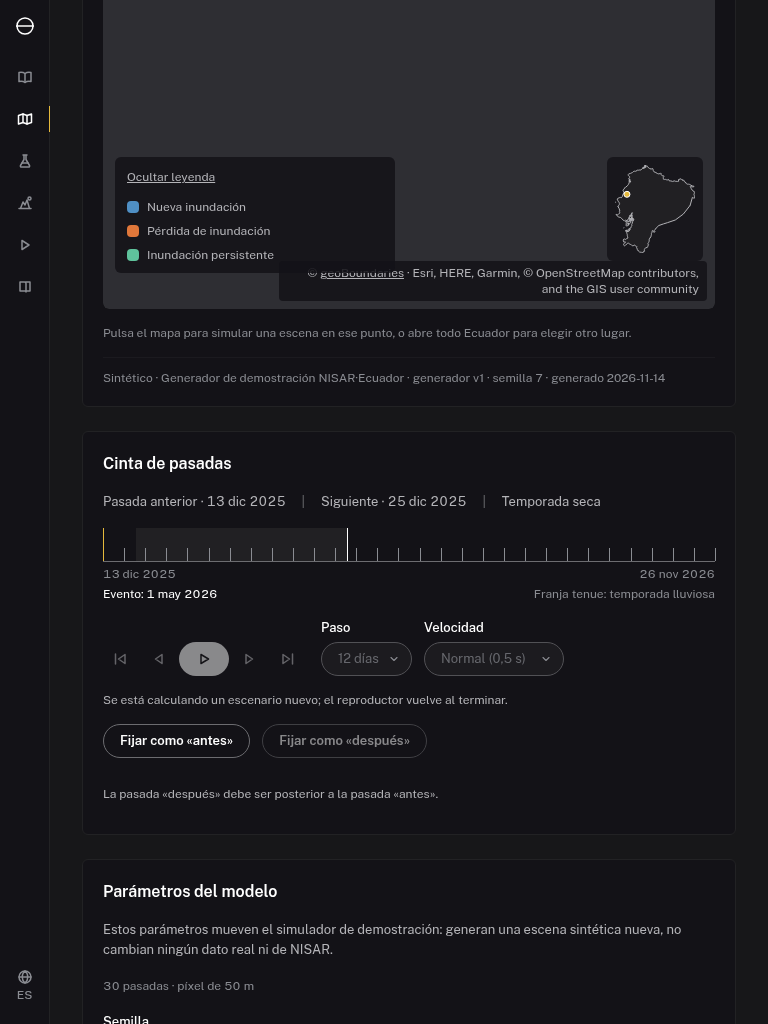 Ocultar leyenda
Nueva inundación
Pérdida de inundación
Inundación persistente
© geoBoundaries · Esri, HERE, Garmin, © OpenStreetMap contributors,
and the GIS user community
Pulsa el mapa para simular una escena en ese punto, o abre todo Ecuador para elegir otro lugar.
Sintético · Generador de demostración NISAR·Ecuador · generador v1 · semilla 7 · generado 2026-11-14
Cinta de pasadas
Pasada anterior · 13 dic 2025 | Siguiente · 25 dic 2025 | Temporada seca
13 dic 2025 26 nov 2026
Evento: 1 may 2026 Franja tenue: temporada lluviosa
Paso Velocidad
12 días Normal (0,5 s)
Se está calculando un escenario nuevo; el reproductor vuelve al terminar.
Fijar como «antes» Fijar como «después»
La pasada «después» debe ser posterior a la pasada «antes».
Parámetros del modelo
Estos parámetros mueven el simulador de demostración: generan una escena sintética nueva, no
cambian ningún dato real ni de NISAR.
30 pasadas · píxel de 50 m
Semilla
ES